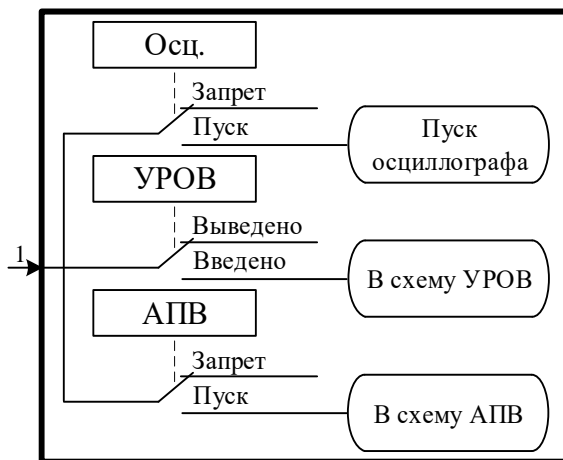 Осц.
Запрет
Пуск
Пуск
осциллографа
УРОВ
Выведено
Введено
В схему УРОВ
1
АПВ
Запрет
Пуск
В схему АПВ